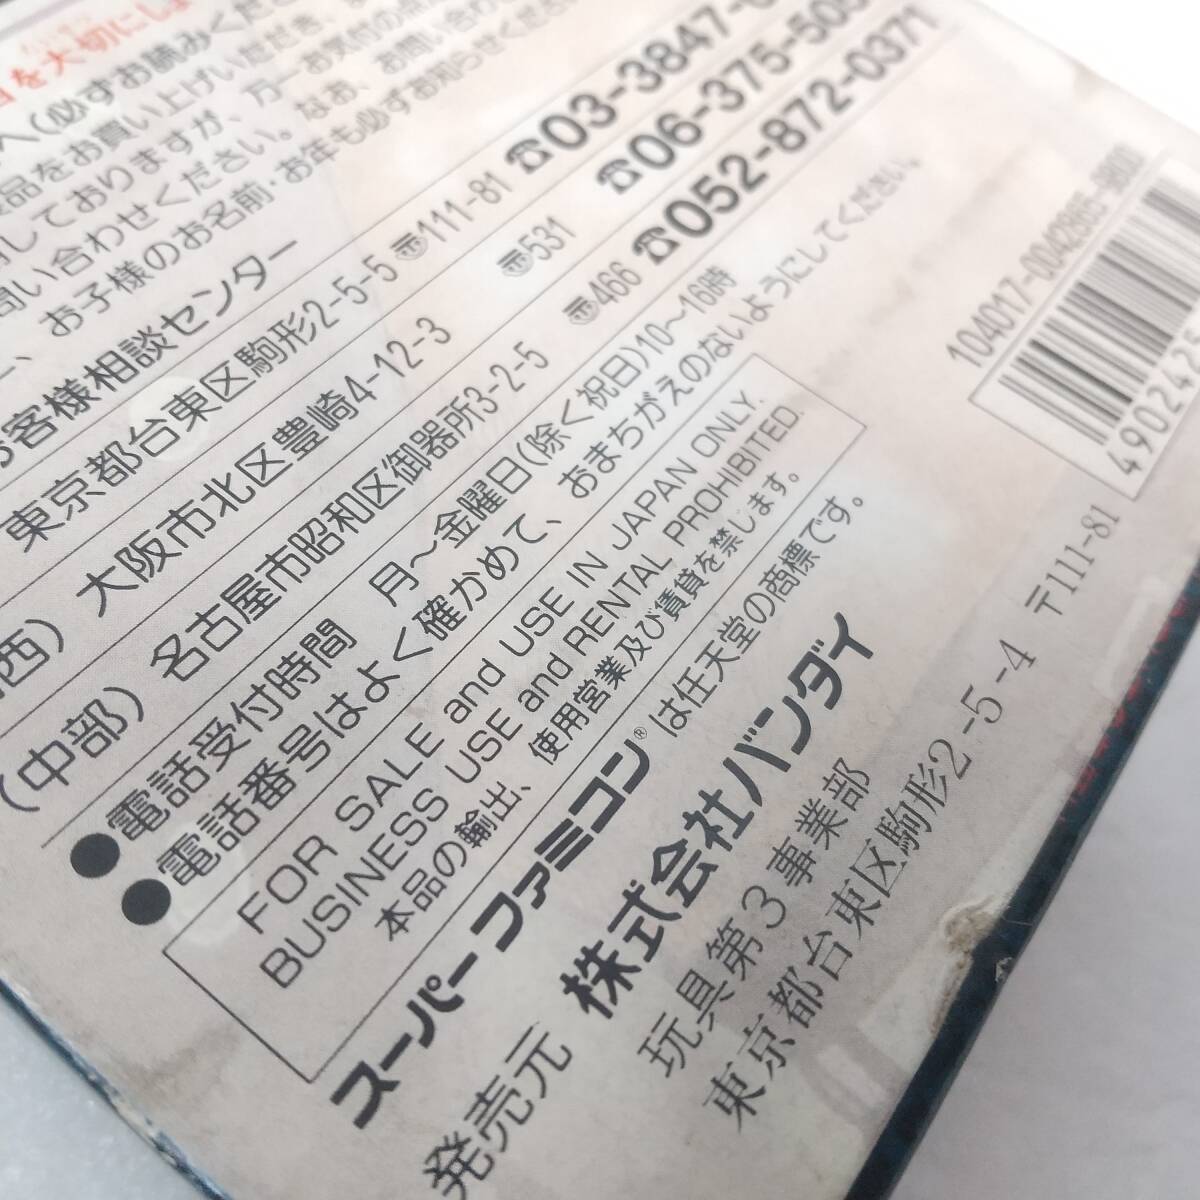 を大切にしよ
へ(必ずお読みくだ
品をお買い上げいただき、
しておりますが、万一お気付の
問い合わせください。なお、お問い合わ
、お子様のお名前・お年も必ずお知らせくださ
お客様相談センター
東京都台東区駒形2-5-5 〒111-81 ☎03-3847-
西) 大阪市北区豊崎4-12-3 〒531 ☎06-375-505
(中部) 名古屋市昭和区御器所3-2-5 〒466 ☎052-872-0371
●電話受付時間 月〜金曜日(除く祝日)10〜16時
●電話番号はよく確かめて、おまちがえのないようにしてください。
FOR SALE and USE IN JAPAN ONLY.
BUSINESS USE and RENTAL PROHIBITED.
本品の輸出、使用営業及び賃貸を禁じます。
スーパーファミコン®は任天堂の商標です。
発売元 株式会社バンダイ
玩具第3事業部
東京都台東区駒形2-5-4 〒111-81
104017-0042865-9800
4902425